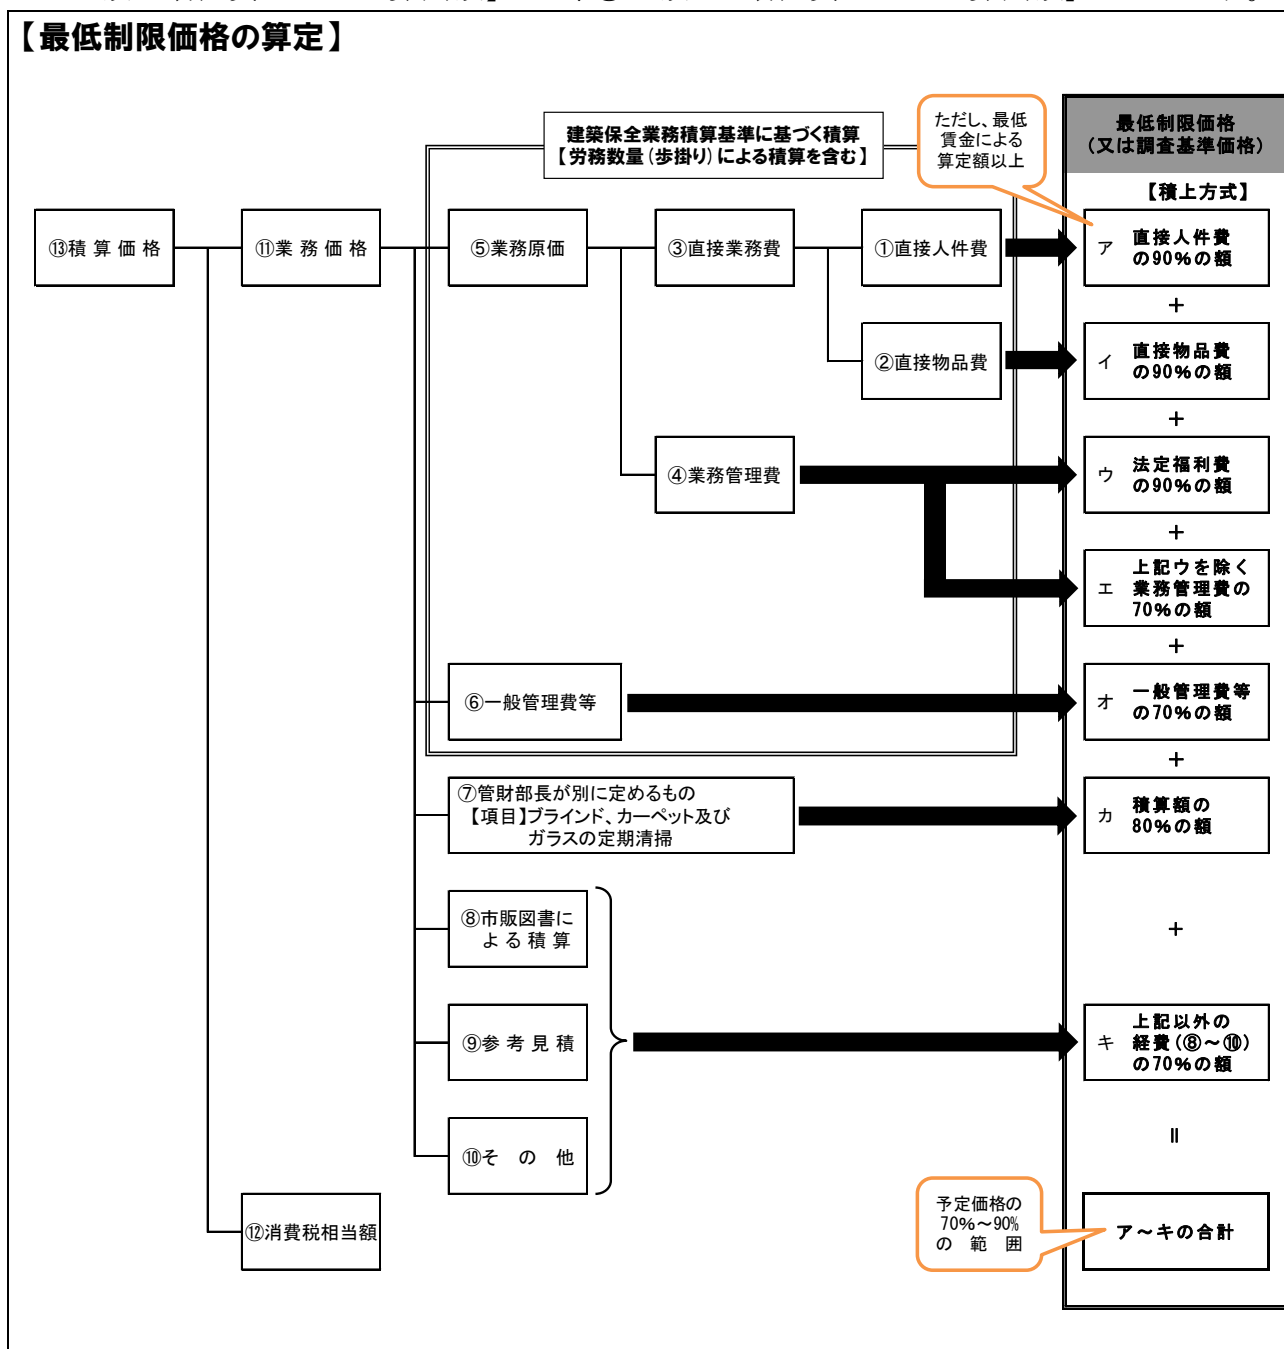 【最低制限価格の算定】
建築保全業務積算基準に基づく積算
【労務数量(歩掛り)による積算を含む】
ただし、最低
賃金による
算定額以上
最低制限価格
(又は調査基準価格)
【積上方式】
⑬積算価格
⑪業務価格
⑤業務原価
③直接業務費
①直接人件費
ア 直接人件費
の90%の額
+
②直接物品費
イ 直接物品費
の90%の額
+
④業務管理費
ウ 法定福利費
の90%の額
+
エ 上記ウを除く
業務管理費の
70%の額
+
⑥一般管理費等
オ 一般管理費等
の70%の額
+
⑦管財部長が別に定めるもの
【項目】ブラインド、カーペット及び
ガラスの定期清掃
カ 積算額の
80%の額
+
⑧市販図書に
よる積算
⑨参考見積
キ 上記以外の
経費(⑧~⑩)
の70%の額
⑩その他
=
⑫消費税相当額
予定価格の
70%~90%
の範囲
ア~キの合計